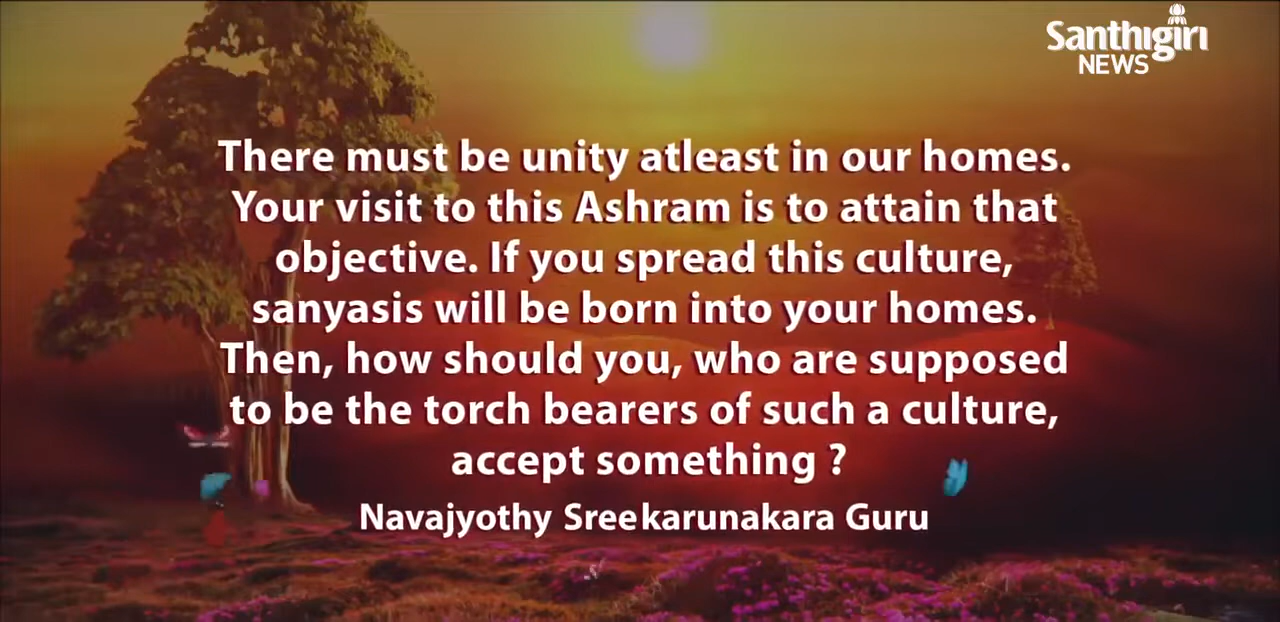 Santhigiri
NEWS
There must be unity atleast in our homes.
Your visit to this Ashram is to attain that
objective. If you spread this culture,
sanyasis will be born into your homes.
Then, how should you, who are supposed
to be the torch bearers of such a culture,
accept something ?
Navajyothy Sreekarunakara Guru